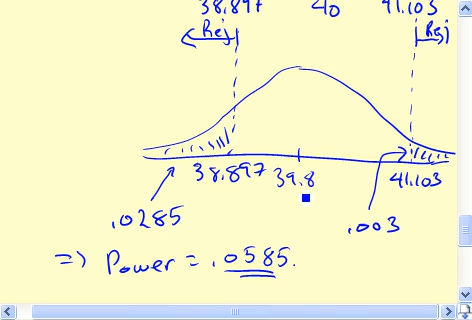 38.897 40 41.103
Rej Rej
38.897 39.8 41.103
.0285 .003
=> Power = .0585.